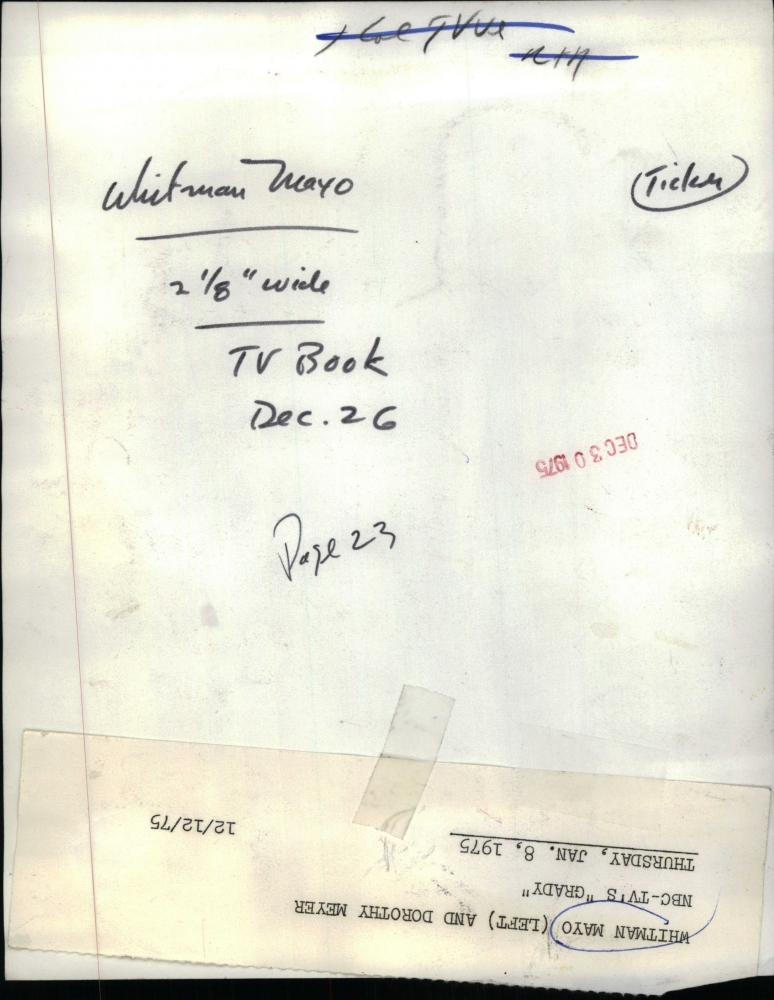 Whitman Mayo
(Ticker)
2 1/8" wide
TV Book
Dec. 26
DEC 30 1975
Page 23
WHITMAN MAYO (LEFT) AND DOROTHY MEYER
NBC-TV'S "GRADY"
THURSDAY, JAN. 8, 1975
12/12/75